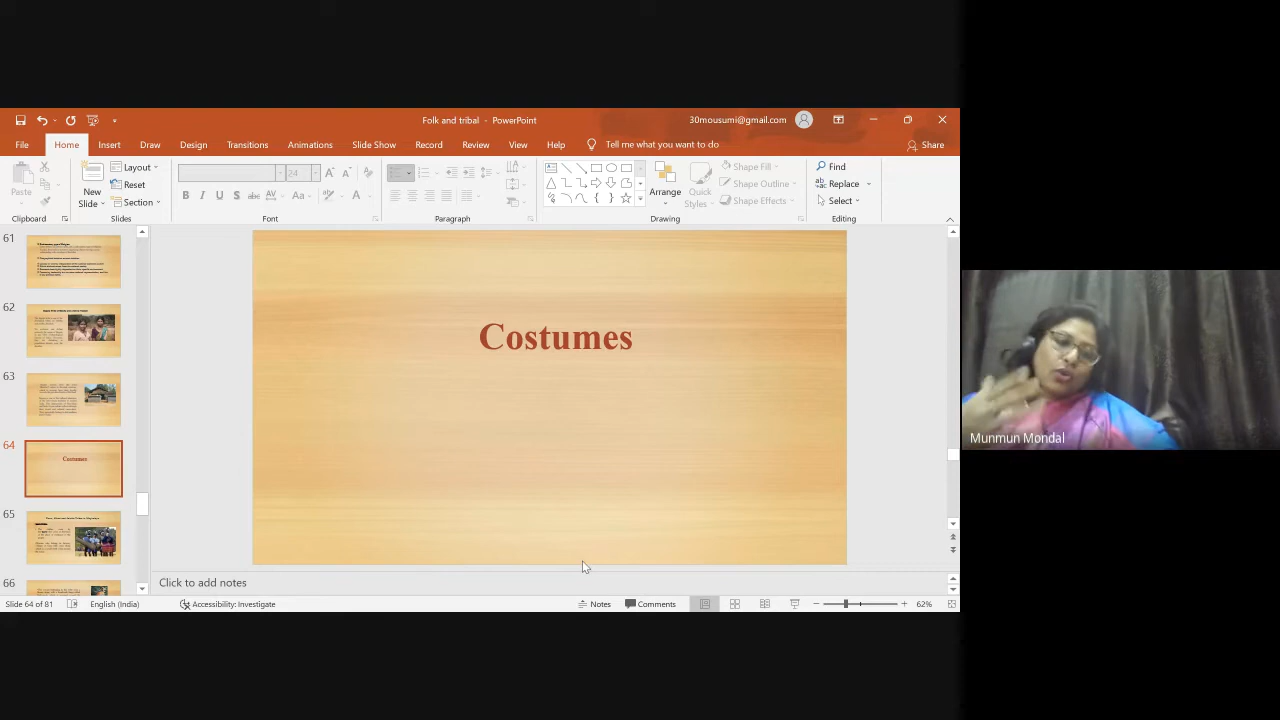 Folk and tribal - PowerPoint
30mousumi@gmail.com
File Home Insert Draw Design Transitions Animations Slide Show Record Review View Help Tell me what you want to do Share
Paste
Clipboard
New
Slide
Layout
Reset
Section
Slides
24
B I U S abc AV Aa A
Font
Paragraph
Arrange
Quick
Styles
Shape Fill
Shape Outline
Shape Effects
Drawing
Find
Replace
Select
Editing
61
62
63
64
Costumes
65
66
Costumes
Click to add notes
Slide 64 of 81 English (India) Accessibility: Investigate Notes Comments 62%
Munmun Mondal